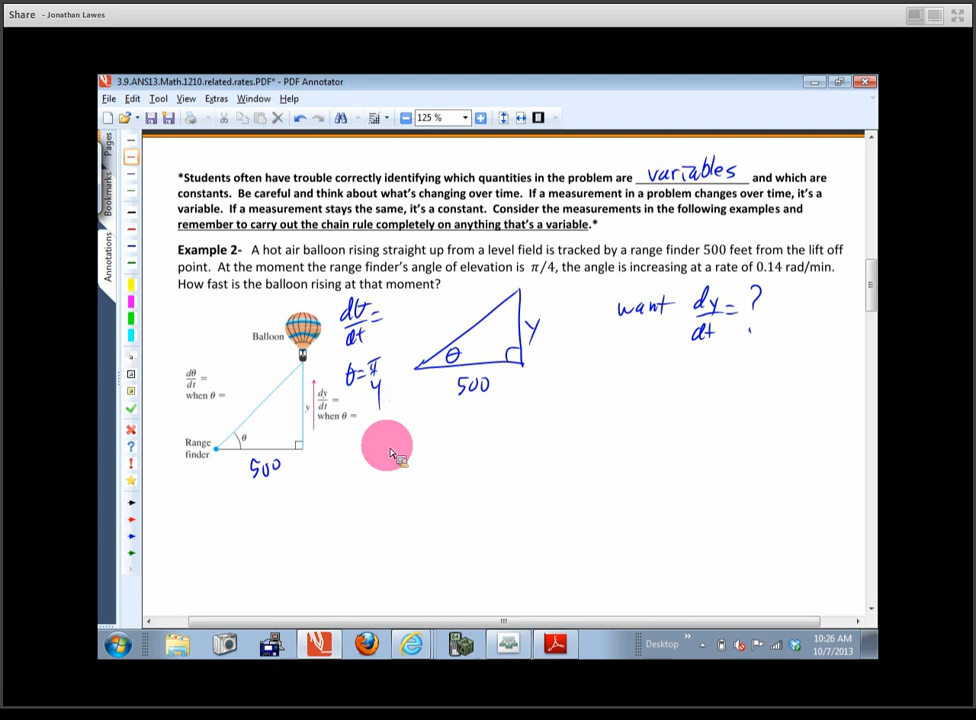 Share - Jonathan Lawes
3.9.ANS13.Math.1210.related.rates.PDF* - PDF Annotator
File Edit Tool View Extras Window Help
125 %
Pages
Bookmarks
Annotations
*Students often have trouble correctly identifying which quantities in the problem are variables and which are
constants. Be careful and think about what's changing over time. If a measurement in a problem changes over time, it's a
variable. If a measurement stays the same, it's a constant. Consider the measurements in the following examples and
remember to carry out the chain rule completely on anything that's a variable.*
Example 2- A hot air balloon rising straight up from a level field is tracked by a range finder 500 feet from the lift off
point. At the moment the range finder's angle of elevation is π/4, the angle is increasing at a rate of 0.14 rad/min.
How fast is the balloon rising at that moment?
Balloon
dθ/dt =
when θ =
Range
finder
θ
500
y
dy/dt =
when θ =
dθ/dt =
θ = π/4
θ
y
500
want dy/dt = ?
Desktop
10:26 AM
10/7/2013